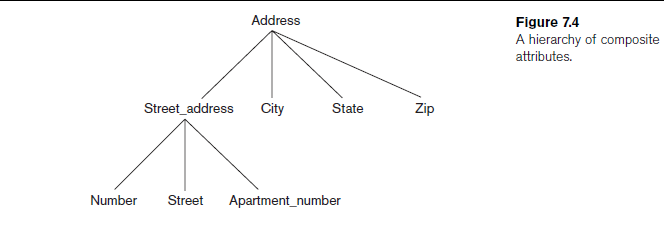 Address
Figure 7.4
A hierarchy of composite
attributes.
Street_address City State Zip
Number Street Apartment_number